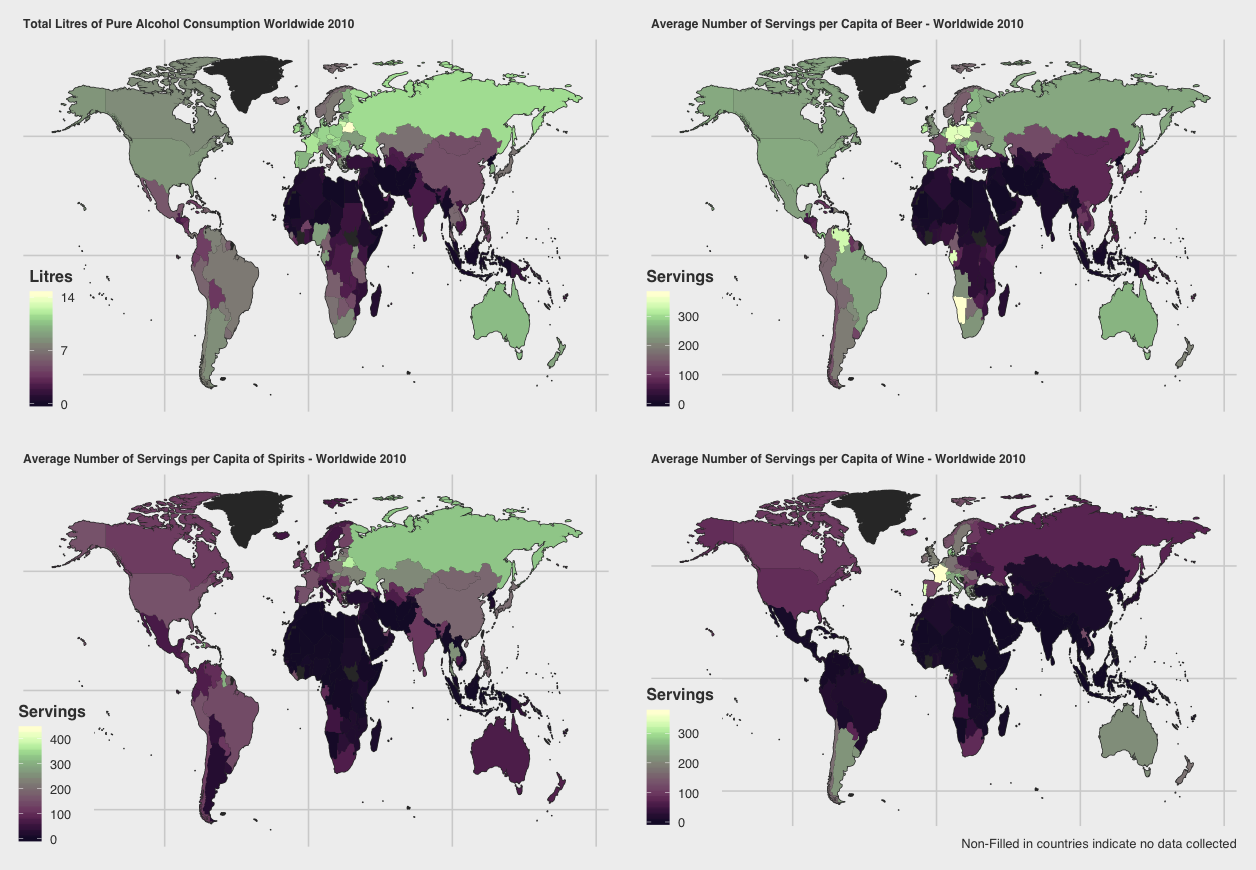 Total Litres of Pure Alcohol Consumption Worldwide 2010
Litres
14
7
0
Average Number of Servings per Capita of Beer - Worldwide 2010
Servings
300
200
100
0
Average Number of Servings per Capita of Spirits - Worldwide 2010
Servings
400
300
200
100
0
Average Number of Servings per Capita of Wine - Worldwide 2010
Servings
300
200
100
0
Non-Filled in countries indicate no data collected